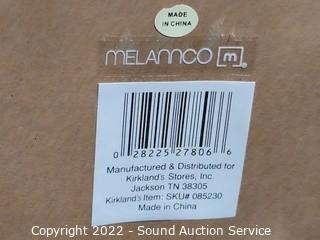 MADE
IN CHINA
MELANNCO m®
0 28225 27806 6
Manufactured & Distributed for
Kirkland's Stores, Inc.
Jackson TN 38305
Kirkland's Item: SKU# 085230
Made in China
Copyright 2022 - Sound Auction Service